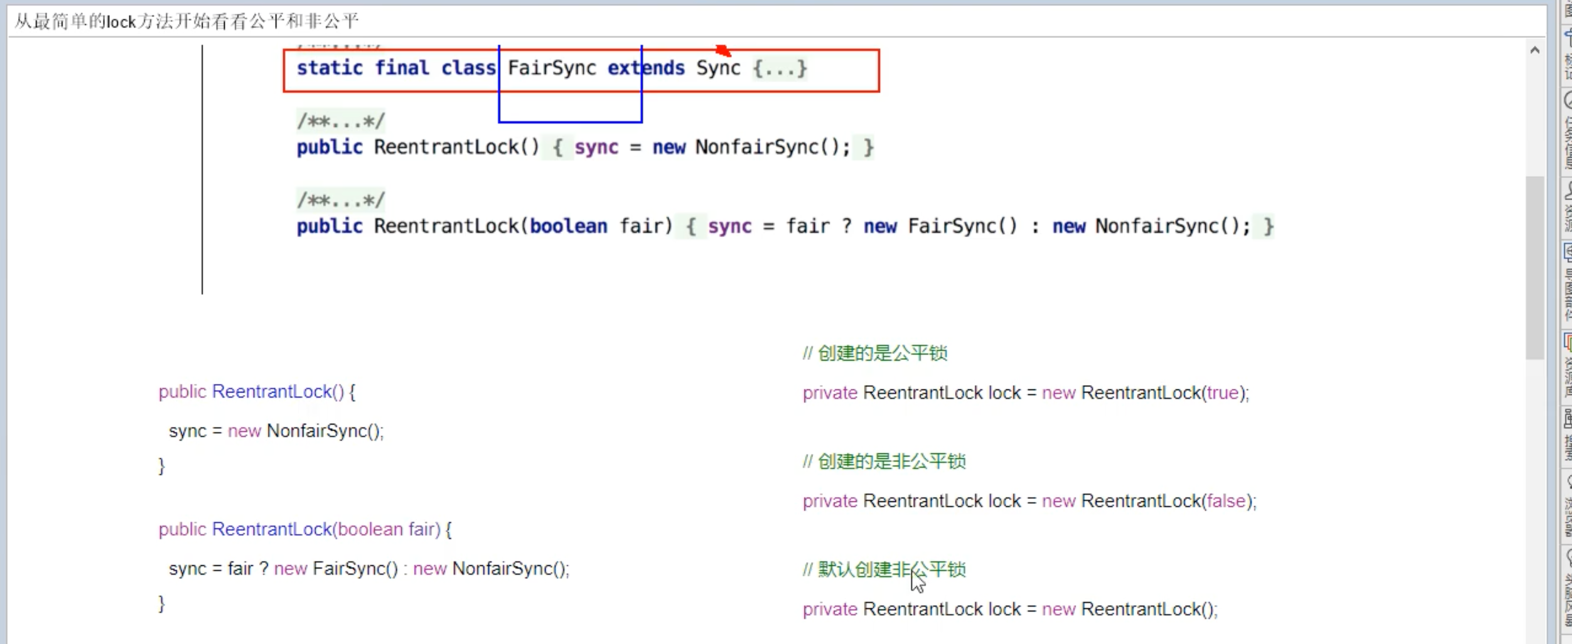 从最简单的lock方法开始看看公平和非公平
static final class FairSync extends Sync {...}
/**...*/
public ReentrantLock() { sync = new NonfairSync(); }
/**...*/
public ReentrantLock(boolean fair) { sync = fair ? new FairSync() : new NonfairSync(); }
public ReentrantLock() {
sync = new NonfairSync();
}
public ReentrantLock(boolean fair) {
sync = fair ? new FairSync() : new NonfairSync();
}
// 创建的是公平锁
private ReentrantLock lock = new ReentrantLock(true);
// 创建的是非公平锁
private ReentrantLock lock = new ReentrantLock(false);
// 默认创建非公平锁
private ReentrantLock lock = new ReentrantLock();